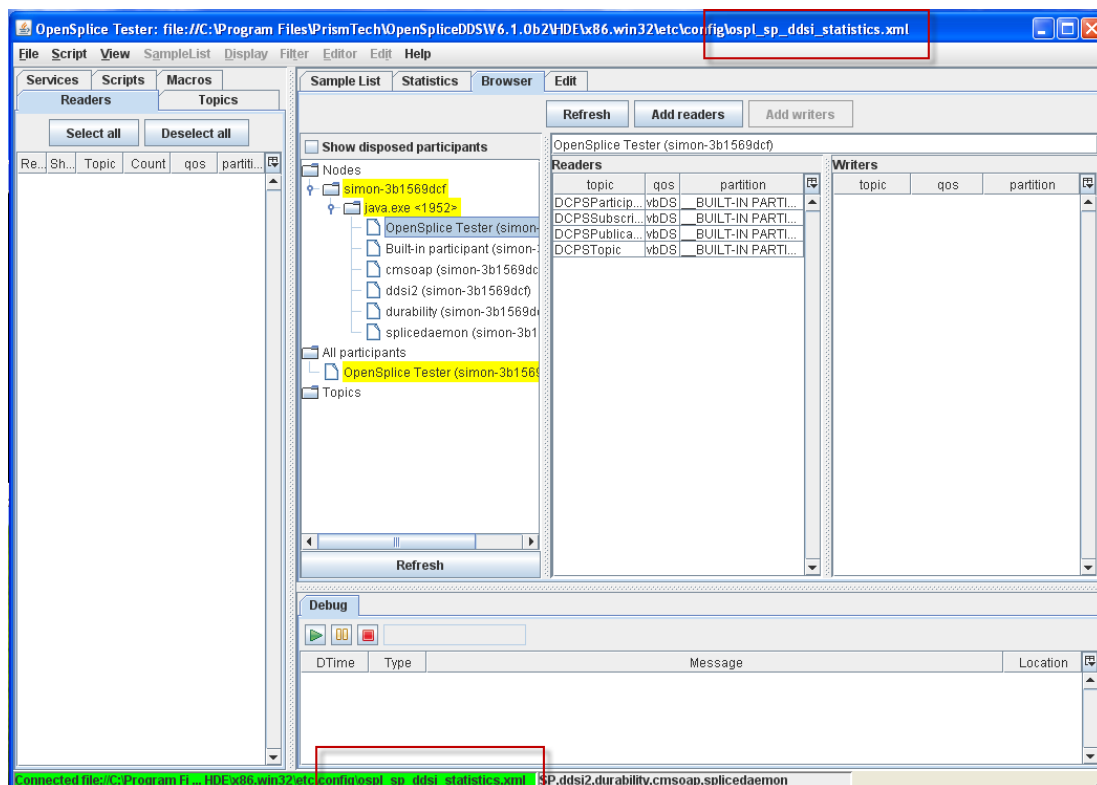 OpenSplice Tester: file://C:\Program Files\PrismTech\OpenSpliceDDS\V6.1.0b2\HDE\x86.win32\etc\config\ospl_sp_ddsi_statistics.xml
File Script View SampleList Display Filter Editor Edit Help
Services Scripts Macros
Readers Topics
Select all Deselect all
Re... Sh... Topic Count qos partiti...
Sample List Statistics Browser Edit
Refresh Add readers Add writers
Show disposed participants
Nodes
simon-3b1569dcf
java.exe <1952>
OpenSplice Tester (simon-
Built-in participant (simon-
cmsoap (simon-3b1569dc
ddsi2 (simon-3b1569dcf)
durability (simon-3b1569d
splicedaemon (simon-3b1
All participants
OpenSplice Tester (simon-3b1569
Topics
Refresh
OpenSplice Tester (simon-3b1569dcf)
Readers
topic qos partition
DCPSParticip... vbDS __BUILT-IN PARTI...
DCPSSubscri... vbDS __BUILT-IN PARTI...
DCPSPublica... vbDS __BUILT-IN PARTI...
DCPSTopic vbDS __BUILT-IN PARTI...
Writers
topic qos partition
Debug
DTime Type Message Location
Connected file://C:\Program Fi ... HDE\x86.win32\etc\config\ospl_sp_ddsi_statistics.xml SP.ddsi2.durability.cmsoap.splicedaemon